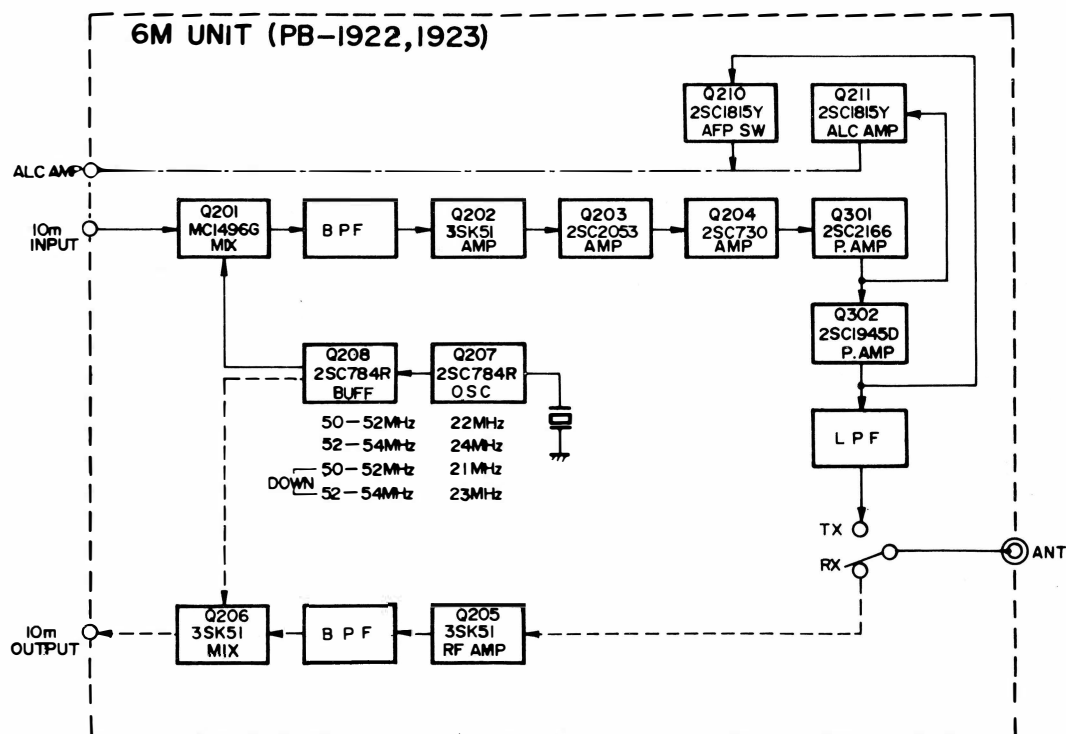 6M UNIT (PB-1922,1923)
Q210
2SC1815Y
AFP SW
Q211
2SC1815Y
ALC AMP
ALC AMP
10m
INPUT
Q201
MC1496G
MIX
BPF
Q202
3SK51
AMP
Q203
2SC2053
AMP
Q204
2SC730
AMP
Q301
2SC2166
P.AMP
Q302
2SC1945D
P.AMP
Q208
2SC784R
BUFF
Q207
2SC784R
OSC
50-52MHz 22MHz
52-54MHz 24MHz
DOWN
50-52MHz 21MHz
52-54MHz 23MHz
LPF
TX
RX
ANT
10m
OUTPUT
Q206
3SK51
MIX
BPF
Q205
3SK51
RF AMP